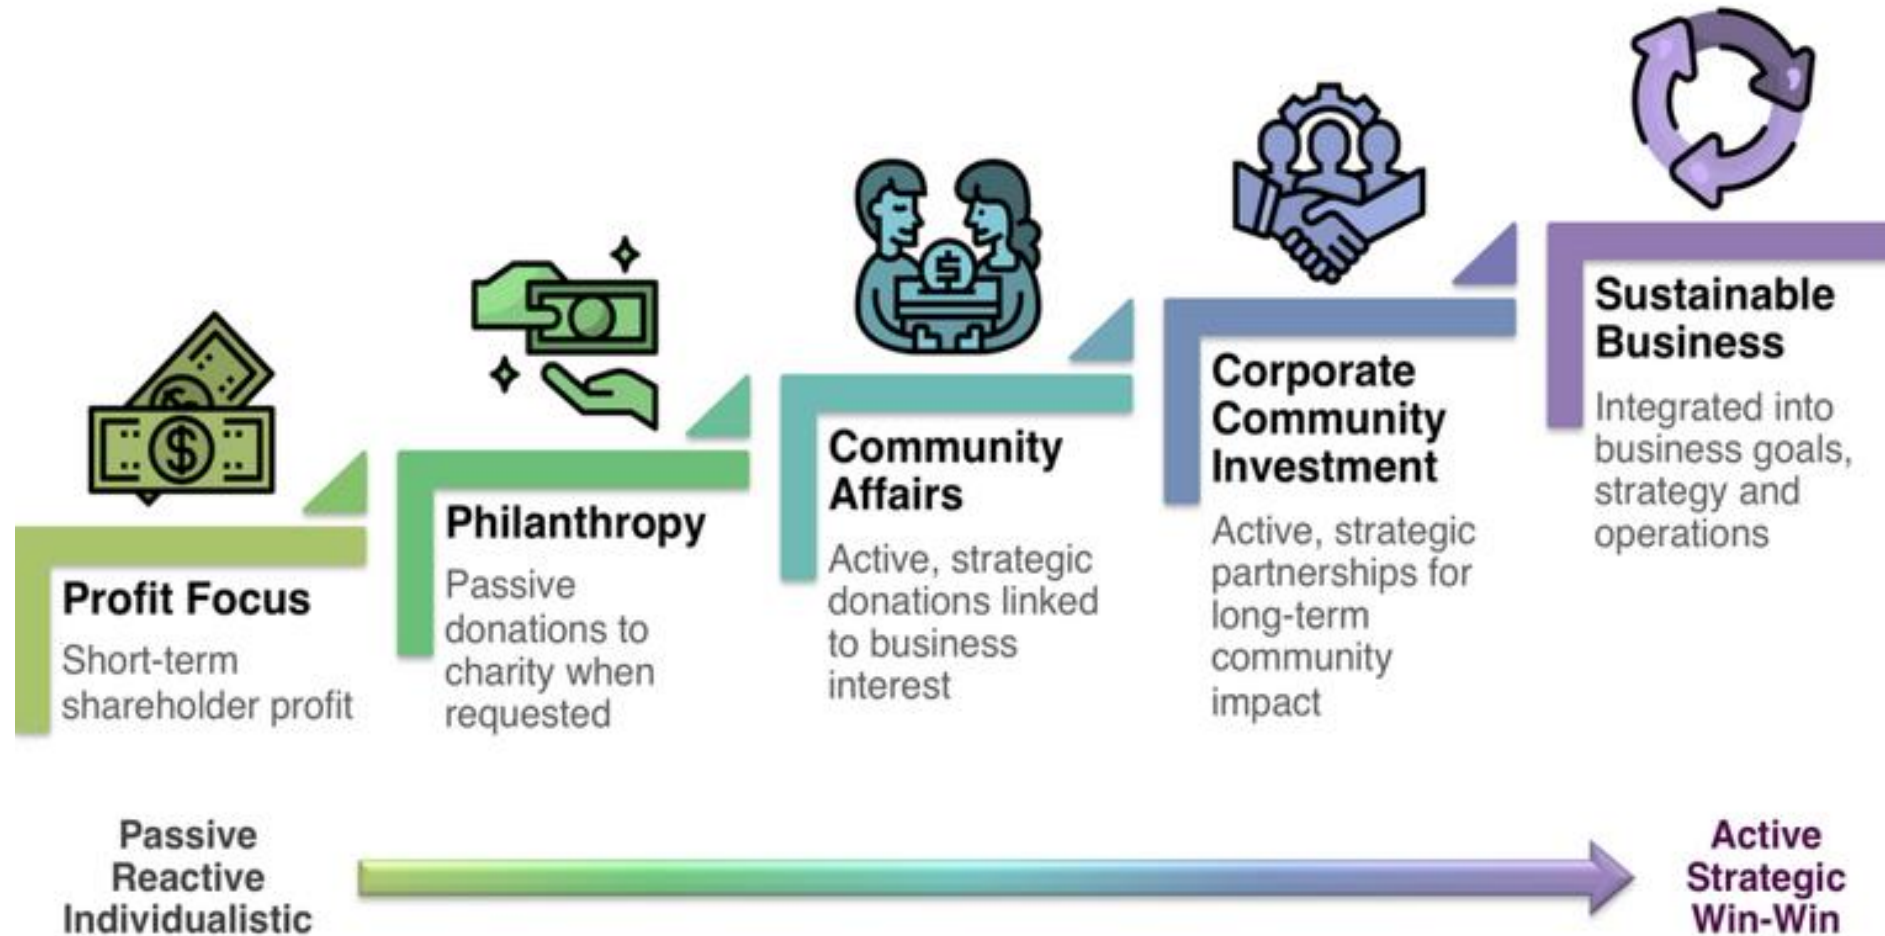 Profit Focus
Short-term
shareholder profit
Philanthropy
Passive
donations to
charity when
requested
Community
Affairs
Active, strategic
donations linked
to business
interest
Corporate
Community
Investment
Active, strategic
partnerships for
long-term
community
impact
Sustainable
Business
Integrated into
business goals,
strategy and
operations
Passive
Reactive
Individualistic
Active
Strategic
Win-Win